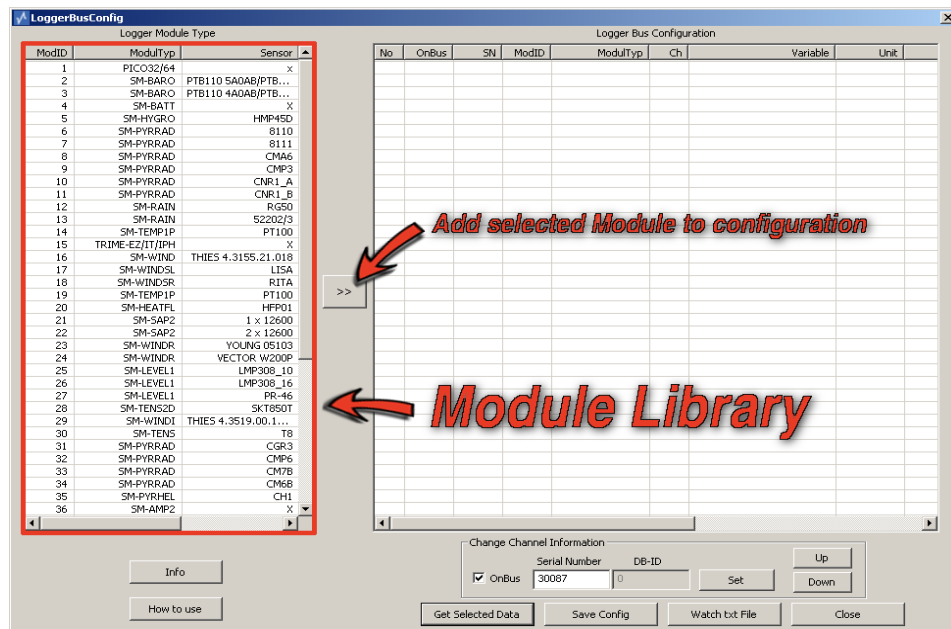 LoggerBusConfig
Logger Module Type
ModID ModulTyp Sensor
1 PICO32/64 x
2 SM-BARO PTB110 5A0AB/PTB...
3 SM-BARO PTB110 4A0AB/PTB...
4 SM-BATT X
5 SM-HYGRO HMP45D
6 SM-PYRRAD 8110
7 SM-PYRRAD 8111
8 SM-PYRRAD CMA6
9 SM-PYRRAD CMP3
10 SM-PYRRAD CNR1_A
11 SM-PYRRAD CNR1_B
12 SM-RAIN RG50
13 SM-RAIN 52202/3
14 SM-TEMP1P PT100
15 TRIME-EZ/IT/IPH X
16 SM-WIND THIES 4.3155.21.018
17 SM-WINDSL LISA
18 SM-WINDSR RITA
19 SM-TEMP1P PT100
20 SM-HEATFL HFP01
21 SM-SAP2 1 x 12600
22 SM-SAP2 2 x 12600
23 SM-WINDR YOUNG 05103
24 SM-WINDR VECTOR W200P
25 SM-LEVEL1 LMP308_10
26 SM-LEVEL1 LMP308_16
27 SM-LEVEL1 PR-46
28 SM-TENS2D SKT850T
29 SM-WINDI THIES 4.3519.00.1...
30 SM-TENS T8
31 SM-PYRRAD CGR3
32 SM-PYRRAD CMP6
33 SM-PYRRAD CM7B
34 SM-PYRRAD CM6B
35 SM-PYRHEL CH1
36 SM-AMP2 X
>>
Logger Bus Configuration
No OnBus SN ModID ModulTyp Ch Variable Unit
Add selected Module to configuration
Module Library
Info
How to use
Change Channel Information
Serial Number DB-ID
OnBus 30087 0 Set
Up
Down
Get Selected Data Save Config Watch txt File Close